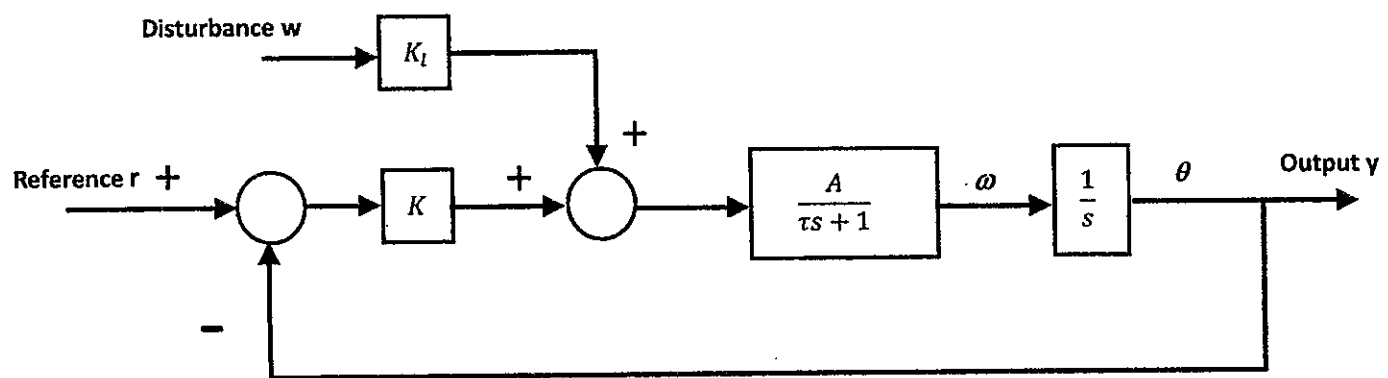 Disturbance w
K_l
+
Reference r +
K
+
A
τs + 1
ω
1
s
θ
Output y
−